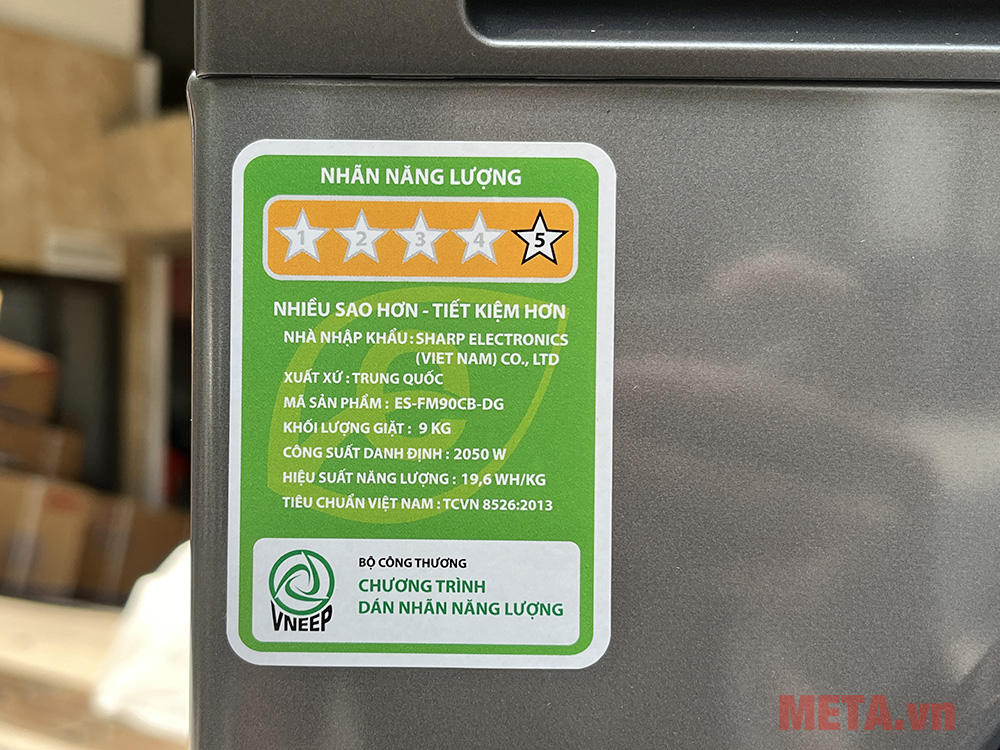 NHÃN NĂNG LƯỢNG
1 2 3 4 5
NHIỀU SAO HƠN - TIẾT KIỆM HƠN
NHÀ NHẬP KHẨU : SHARP ELECTRONICS
(VIET NAM) CO., LTD
XUẤT XỨ : TRUNG QUỐC
MÃ SẢN PHẨM : ES-FM90CB-DG
KHỐI LƯỢNG GIẶT : 9 KG
CÔNG SUẤT DANH ĐỊNH : 2050 W
HIỆU SUẤT NĂNG LƯỢNG : 19,6 WH/KG
TIÊU CHUẨN VIỆT NAM : TCVN 8526:2013
BỘ CÔNG THƯƠNG
CHƯƠNG TRÌNH
DÁN NHÃN NĂNG LƯỢNG
VNEEP
META.vn